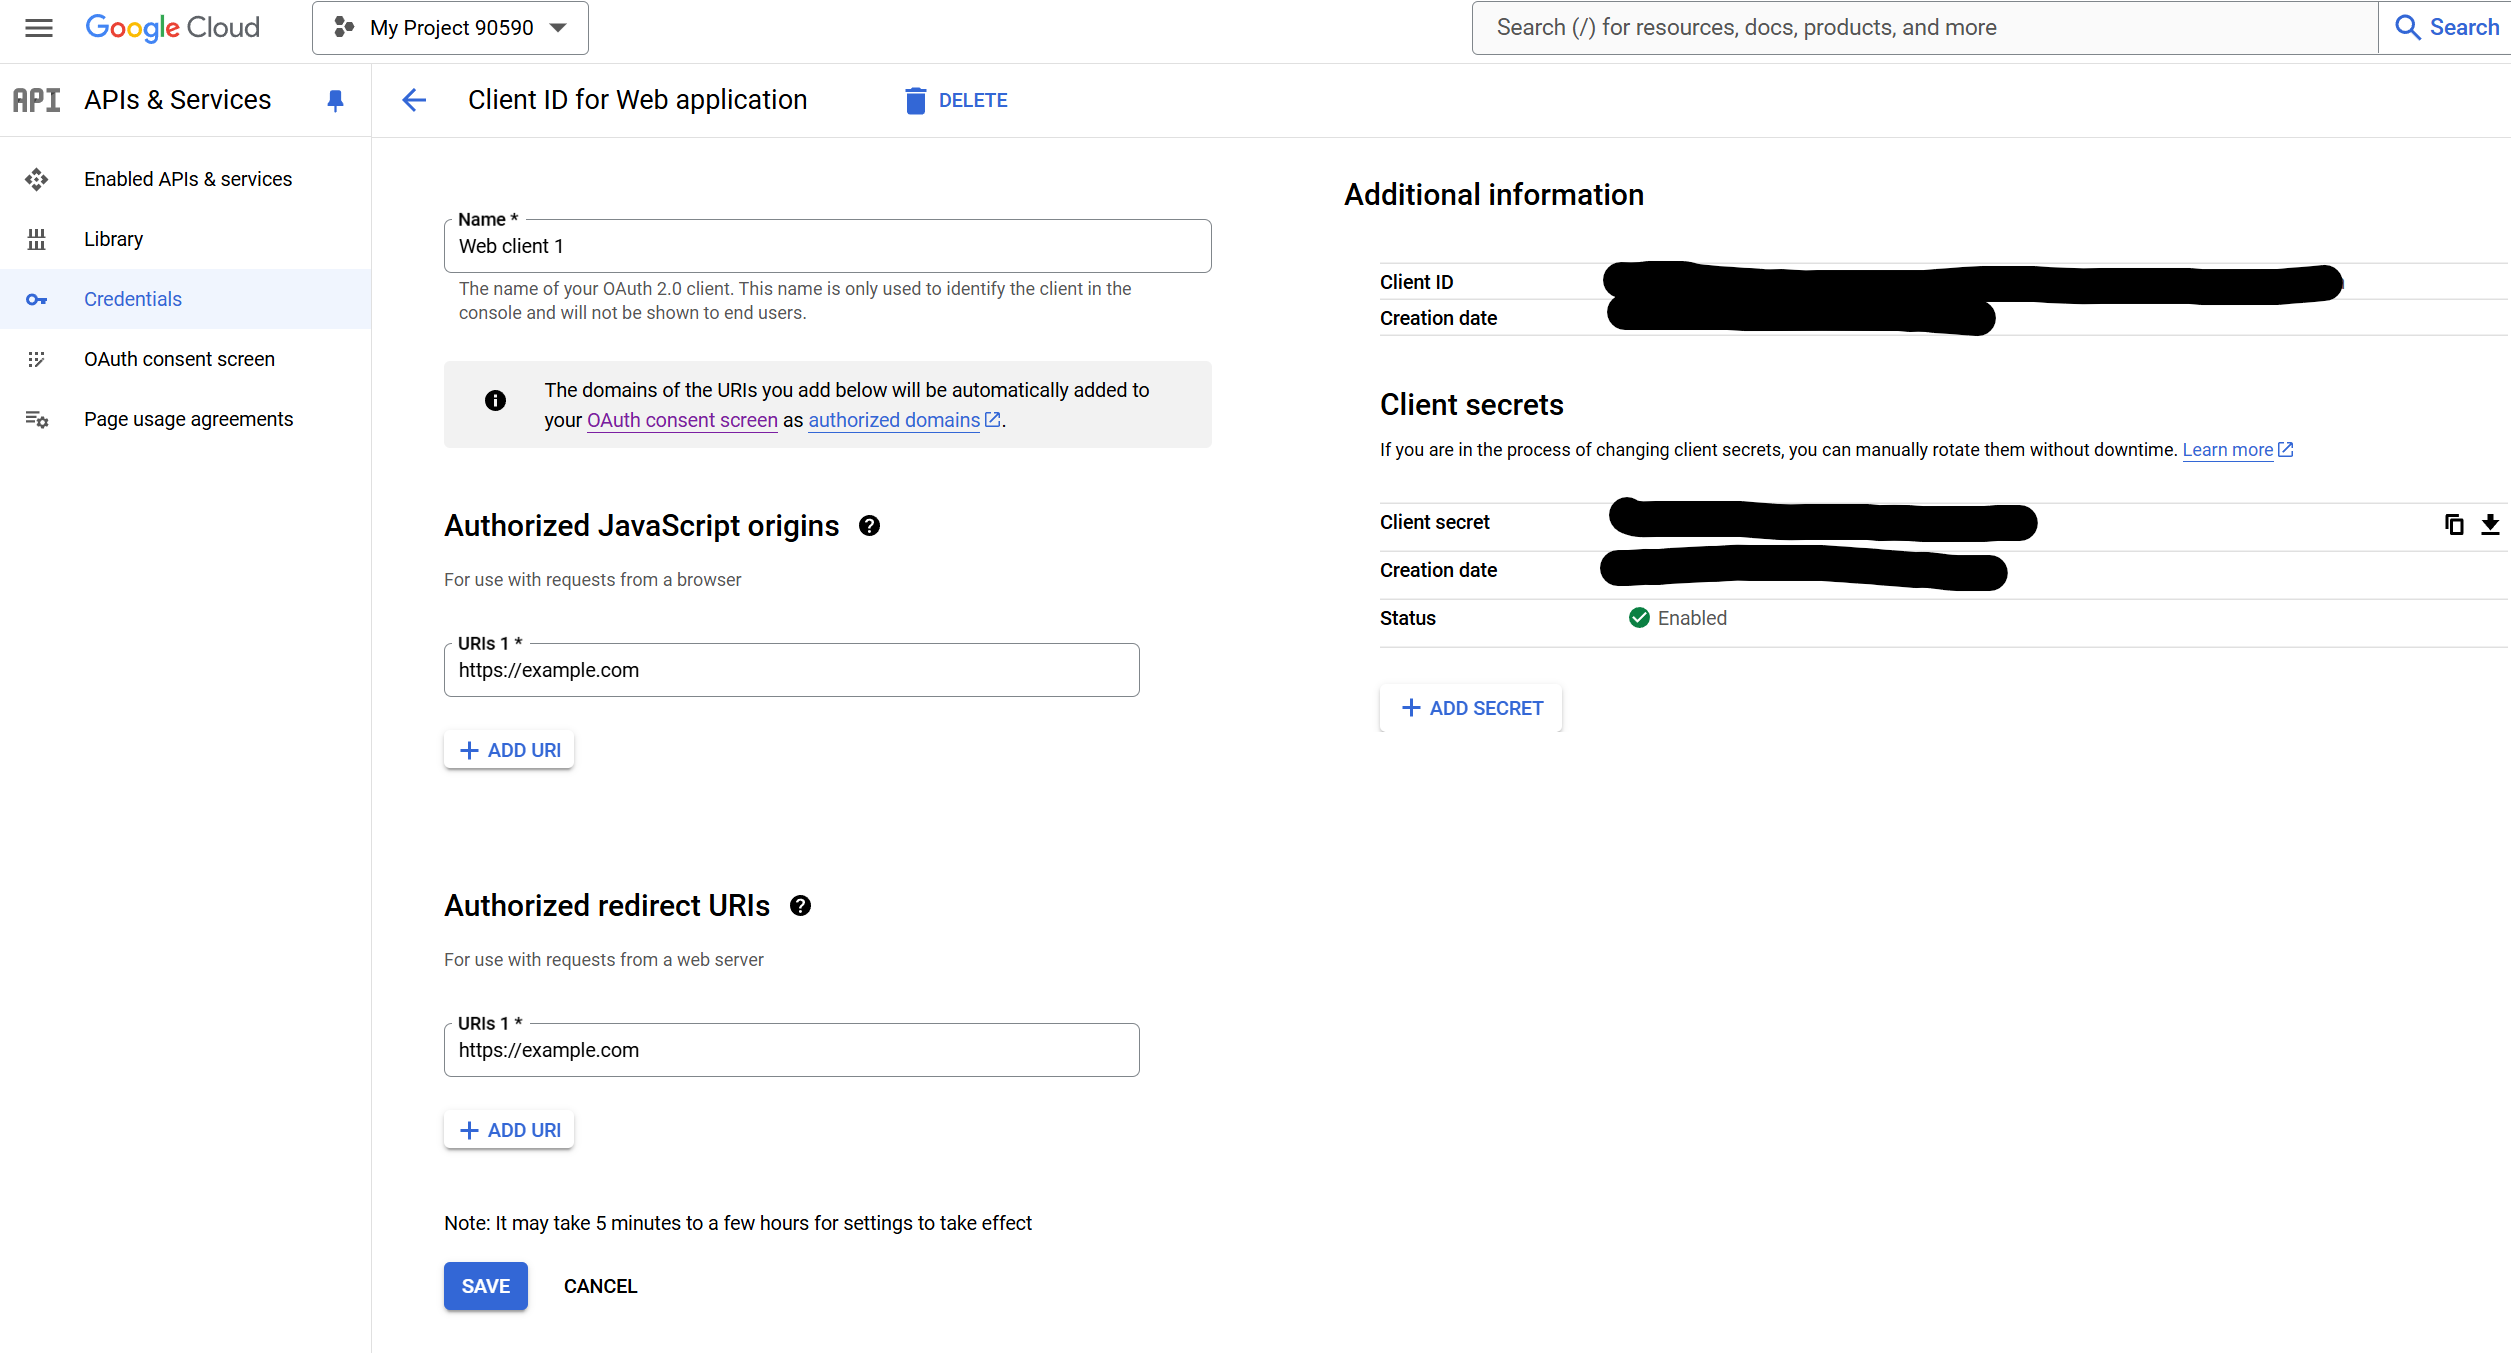 Google Cloud
My Project 90590
Search (/) for resources, docs, products, and more
Search
API APIs & Services
Client ID for Web application
DELETE
Enabled APIs & services
Library
Credentials
OAuth consent screen
Page usage agreements
Name *
Web client 1
The name of your OAuth 2.0 client. This name is only used to identify the client in the
console and will not be shown to end users.
The domains of the URIs you add below will be automatically added to
your OAuth consent screen as authorized domains.
Authorized JavaScript origins
For use with requests from a browser
URIs 1 *
https://example.com
+ ADD URI
Authorized redirect URIs
For use with requests from a web server
URIs 1 *
https://example.com
+ ADD URI
Note: It may take 5 minutes to a few hours for settings to take effect
SAVE
CANCEL
Additional information
Client ID
Creation date
Client secrets
If you are in the process of changing client secrets, you can manually rotate them without downtime. Learn more
Client secret
Creation date
Status Enabled
+ ADD SECRET